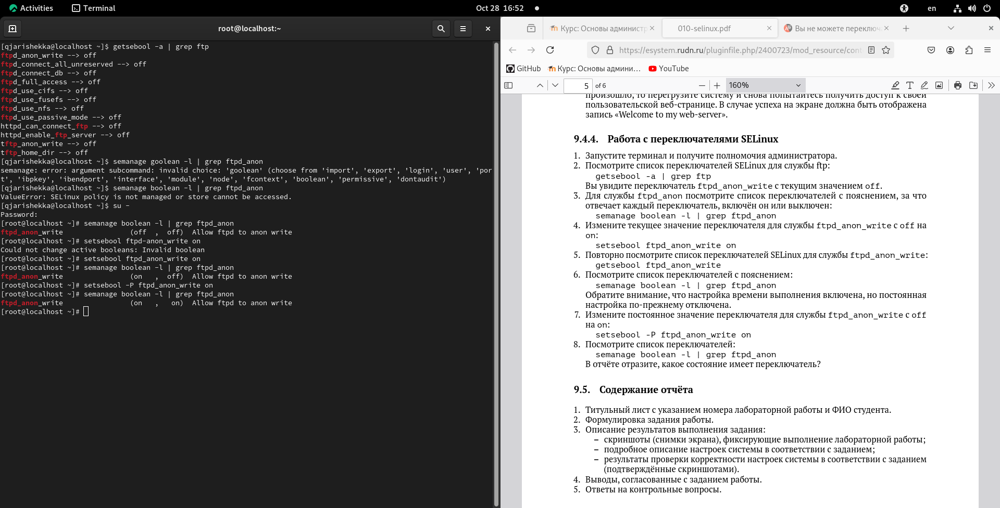 Activities
Terminal
Oct 28 16:52
en
root@localhost:~
[qjarishekka@localhost ~]$ getsebool -a | grep ftp
ftpd_anon_write --> off
ftpd_connect_all_unreserved --> off
ftpd_connect_db --> off
ftpd_full_access --> off
ftpd_use_cifs --> off
ftpd_use_fusefs --> off
ftpd_use_nfs --> off
ftpd_use_passive_mode --> off
httpd_can_connect_ftp --> off
httpd_enable_ftp_server --> off
tftp_anon_write --> off
tftp_home_dir --> off
[qjarishekka@localhost ~]$ semanage goolean -l | grep ftpd_anon
semanage: error: argument subcommand: invalid choice: 'goolean' (choose from 'import', 'export', 'login', 'user', 'por
t', 'ibpkey', 'ibendport', 'interface', 'module', 'node', 'fcontext', 'boolean', 'permissive', 'dontaudit')
[qjarishekka@localhost ~]$ semanage boolean -l | grep ftpd_anon
ValueError: SELinux policy is not managed or store cannot be accessed.
[qjarishekka@localhost ~]$ su -
Password:
[root@localhost ~]# semanage boolean -l | grep ftpd_anon
ftpd_anon_write                (off  ,  off)  Allow ftpd to anon write
[root@localhost ~]# setsebool ftpd-anon_write on
Could not change active booleans: Invalid boolean
[root@localhost ~]# setsebool ftpd_anon_write on
[root@localhost ~]# semanage boolean -l | grep ftpd_anon
ftpd_anon_write                (on   ,  off)  Allow ftpd to anon write
[root@localhost ~]# setsebool -P ftpd_anon_write on
[root@localhost ~]# semanage boolean -l | grep ftpd_anon
ftpd_anon_write                (on   ,   on)  Allow ftpd to anon write
[root@localhost ~]#
Курс: Основы администр
010-selinux.pdf
Вы не можете переключ
https://esystem.rudn.ru/pluginfile.php/2400723/mod_resource/cont
GitHub
Курс: Основы админи…
YouTube
5 of 6
160%
произошло, то перегрузите систему и снова попытайтесь получить доступ к своей
пользовательской веб-странице. В случае успеха на экране должна быть отображена
запись «Welcome to my web-server».
9.4.4. Работа с переключателями SELinux
1. Запустите терминал и получите полномочия администратора.
2. Посмотрите список переключателей SELinux для службы ftp:
getsebool -a | grep ftp
Вы увидите переключатель ftpd_anon_write с текущим значением off.
3. Для службы ftpd_anon посмотрите список переключателей с пояснением, за что
отвечает каждый переключатель, включён он или выключен:
semanage boolean -l | grep ftpd_anon
4. Измените текущее значение переключателя для службы ftpd_anon_write с off на
on:
setsebool ftpd_anon_write on
5. Повторно посмотрите список переключателей SELinux для службы ftpd_anon_write:
getsebool ftpd_anon_write
6. Посмотрите список переключателей с пояснением:
semanage boolean -l | grep ftpd_anon
Обратите внимание, что настройка времени выполнения включена, но постоянная
настройка по-прежнему отключена.
7. Измените постоянное значение переключателя для службы ftpd_anon_write с off
на on:
setsebool -P ftpd_anon_write on
8. Посмотрите список переключателей:
semanage boolean -l | grep ftpd_anon
В отчёте отразите, какое состояние имеет переключатель?
9.5. Содержание отчёта
1. Титульный лист с указанием номера лабораторной работы и ФИО студента.
2. Формулировка задания работы.
3. Описание результатов выполнения задания:
– скриншоты (снимки экрана), фиксирующие выполнение лабораторной работы;
– подробное описание настроек системы в соответствии с заданием;
– результаты проверки корректности настроек системы в соответствии с заданием
(подтверждённые скриншотами).
4. Выводы, согласованные с заданием работы.
5. Ответы на контрольные вопросы.